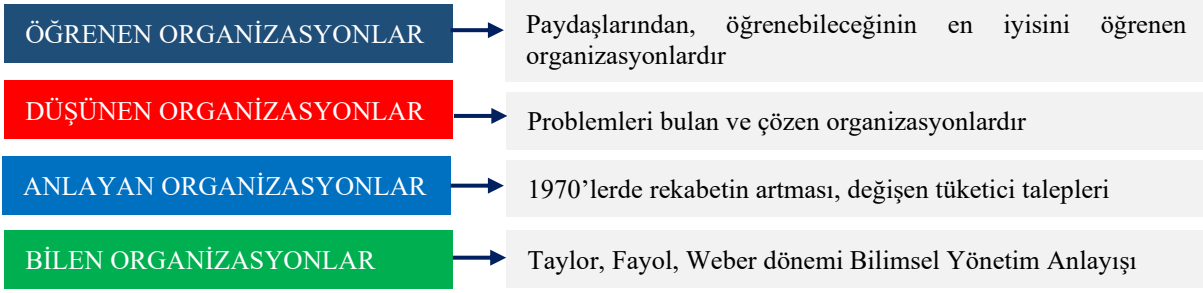 ÖĞRENEN ORGANİZASYONLAR
Paydaşlarından, öğrenebileceğinin en iyisini öğrenen
organizasyonlardır
DÜŞÜNEN ORGANİZASYONLAR
Problemleri bulan ve çözen organizasyonlardır
ANLAYAN ORGANİZASYONLAR
1970’lerde rekabetin artması, değişen tüketici talepleri
BİLEN ORGANİZASYONLAR
Taylor, Fayol, Weber dönemi Bilimsel Yönetim Anlayışı